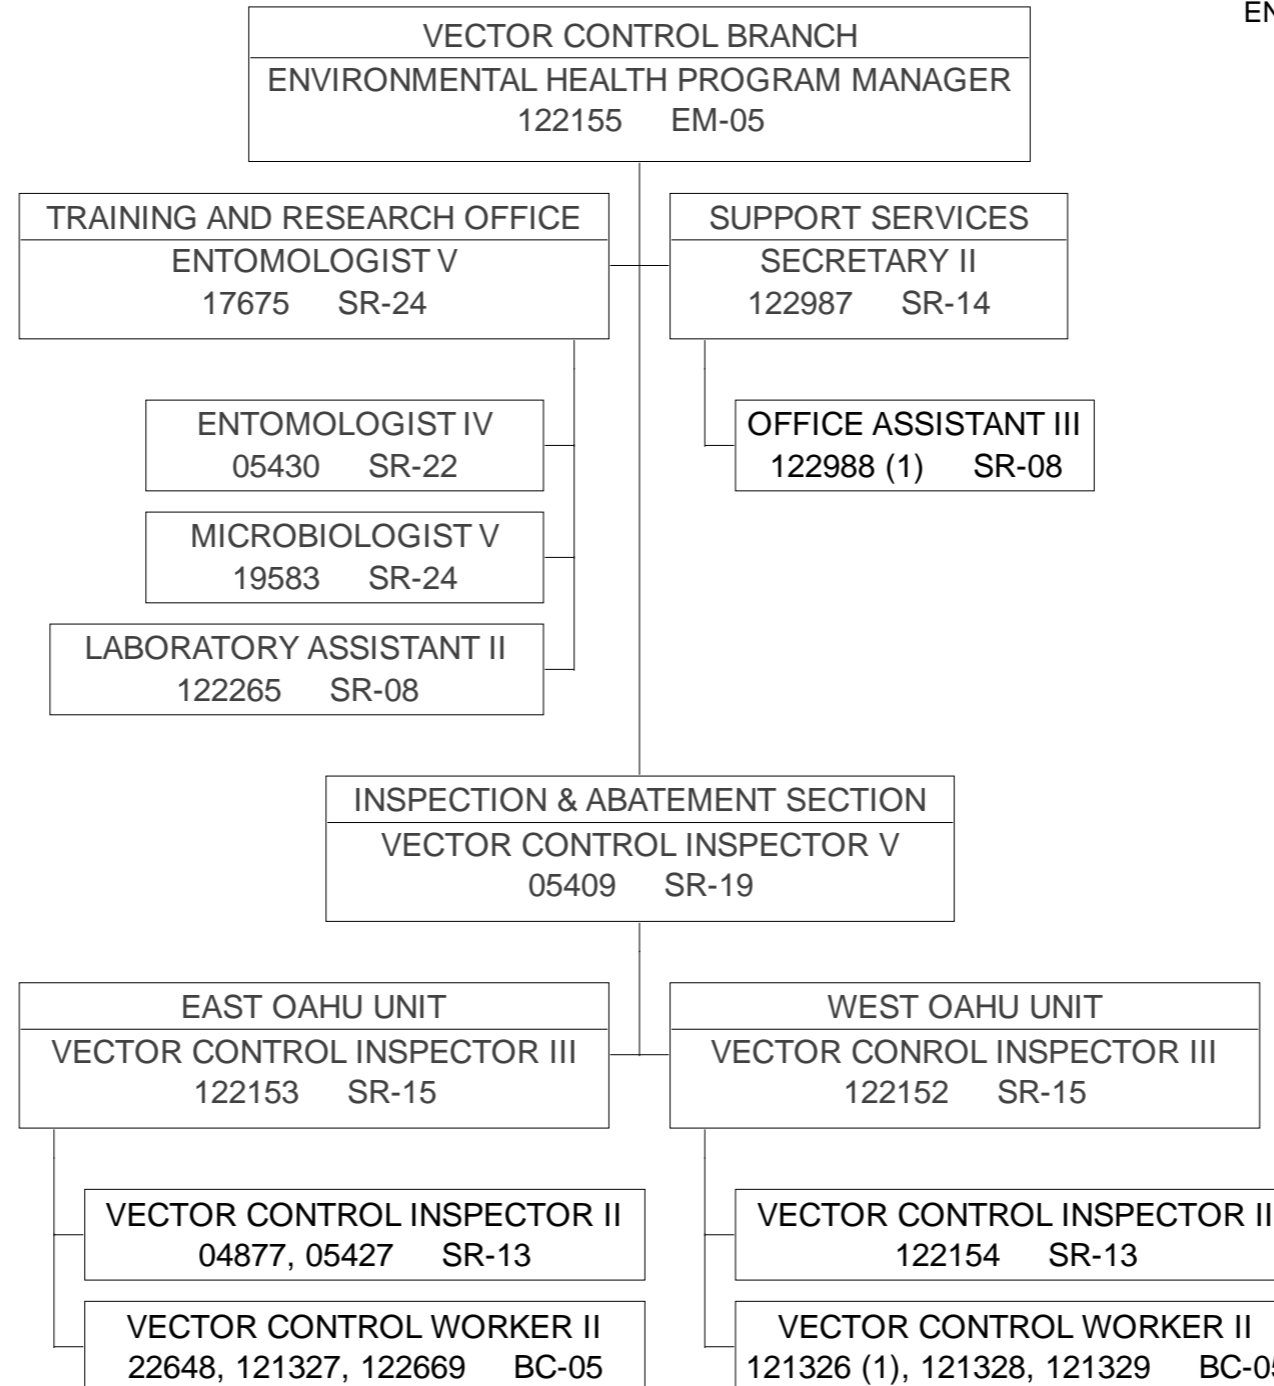 EN
VECTOR CONTROL BRANCH
ENVIRONMENTAL HEALTH PROGRAM MANAGER
122155 EM-05
TRAINING AND RESEARCH OFFICE
ENTOMOLOGIST V
17675 SR-24
SUPPORT SERVICES
SECRETARY II
122987 SR-14
ENTOMOLOGIST IV
05430 SR-22
OFFICE ASSISTANT III
122988 (1) SR-08
MICROBIOLOGIST V
19583 SR-24
LABORATORY ASSISTANT II
122265 SR-08
INSPECTION & ABATEMENT SECTION
VECTOR CONTROL INSPECTOR V
05409 SR-19
EAST OAHU UNIT
VECTOR CONTROL INSPECTOR III
122153 SR-15
WEST OAHU UNIT
VECTOR CONROL INSPECTOR III
122152 SR-15
VECTOR CONTROL INSPECTOR II
04877, 05427 SR-13
VECTOR CONTROL INSPECTOR II
122154 SR-13
VECTOR CONTROL WORKER II
22648, 121327, 122669 BC-05
VECTOR CONTROL WORKER II
121326 (1), 121328, 121329 BC-05